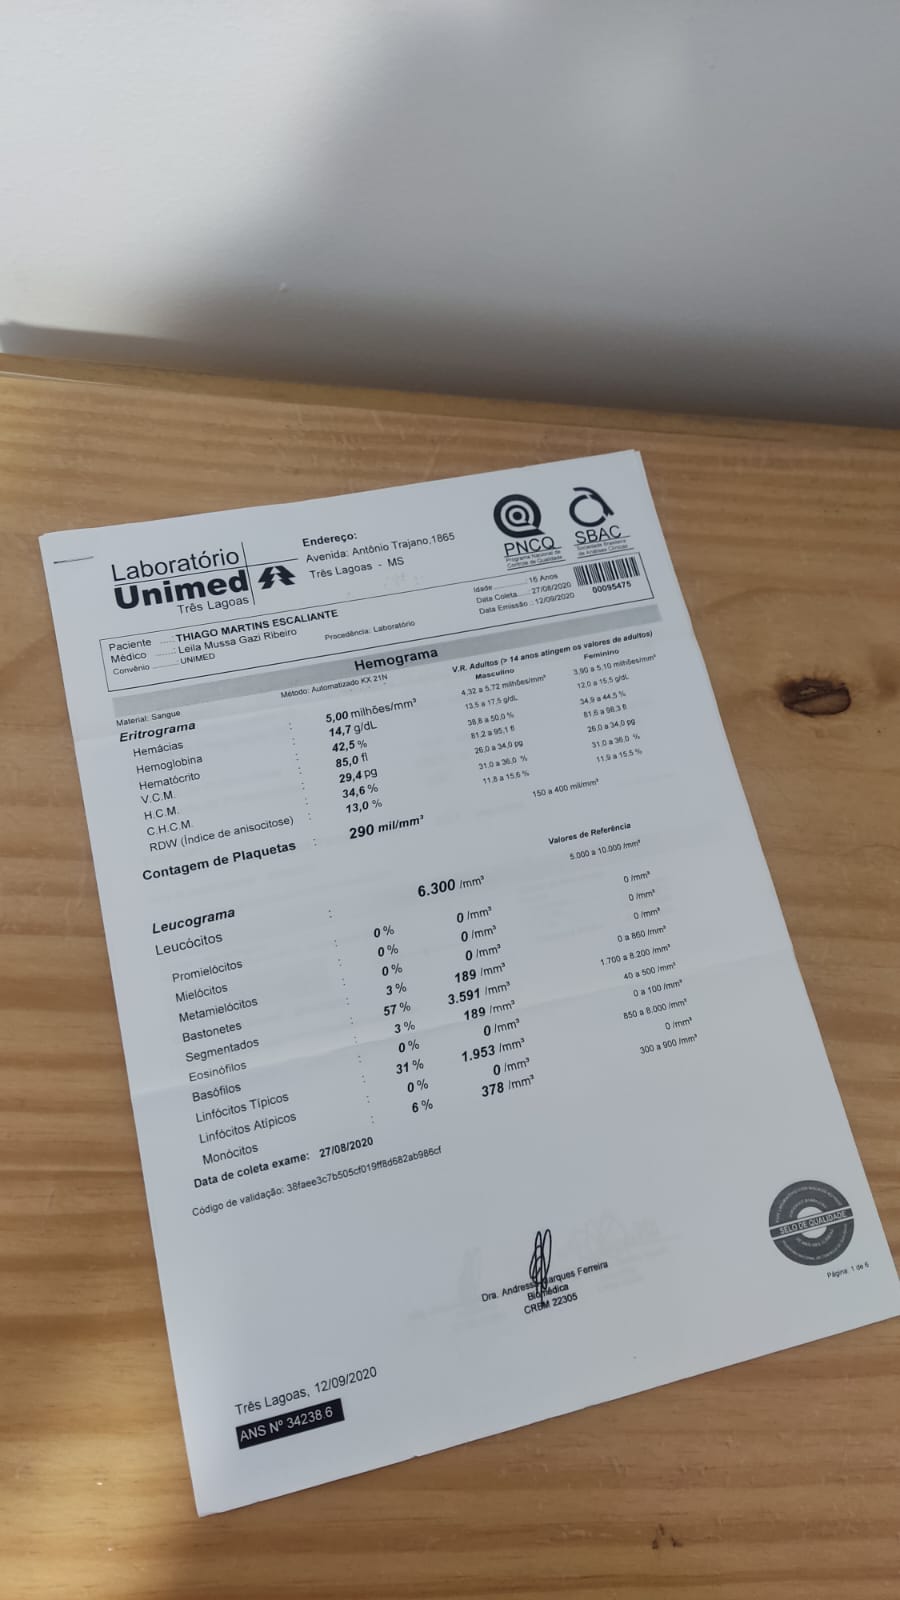 Laboratório
Unimed
Três Lagoas
Endereço:
Avenida: Antônio Trajano,1865
Três Lagoas - MS
PNCQ
Programa Nacional de
Controle de Qualidade
SBAC
Sociedade Brasileira
de Análises Clínicas
Paciente ....: THIAGO MARTINS ESCALIANTE
Médico ......: Leila Mussa Gazi Ribeiro
Convênio ..........: UNIMED
Procedência: Laboratório
Idade ..............: 16 Anos
Data Coleta.....: 27/08/2020
Data Emissão .: 12/09/2020
00095475
Hemograma
Material: Sangue
Método: Automatizado KX 21N
V.R. Adultos (> 14 anos atingem os valores de adultos)
Eritrograma Masculino Feminino
Hemácias : 5,00 milhões/mm³ 4,32 a 5,72 milhões/mm³ 3,90 a 5,10 milhões/mm³
Hemoglobina : 14,7 g/dL 13,5 a 17,5 g/dL 12,0 a 15,5 g/dL
Hematócrito : 42,5 % 38,8 a 50,0 % 34,9 a 44,5 %
V.C.M. : 85,0 fl 81,2 a 95,1 fl 81,6 a 98,3 fl
H.C.M. : 29,4 pg 26,0 a 34,0 pg 26,0 a 34,0 pg
C.H.C.M. : 34,6 % 31,0 a 36,0 % 31,0 a 36,0 %
RDW (Índice de anisocitose) : 13,0 % 11,8 a 15,6 % 11,9 a 15,5 %
Contagem de Plaquetas : 290 mil/mm³ 150 a 400 mil/mm³
Valores de Referência
Leucograma
Leucócitos : 6.300 /mm³ 5.000 a 10.000 /mm³
Promielócitos : 0 % 0 /mm³ 0 /mm³
Mielócitos : 0 % 0 /mm³ 0 /mm³
Metamielócitos : 0 % 0 /mm³ 0 /mm³
Bastonetes : 3 % 189 /mm³ 0 a 860 /mm³
Segmentados : 57 % 3.591 /mm³ 1.700 a 8.200 /mm³
Eosinófilos : 3 % 189 /mm³ 40 a 500 /mm³
Basófilos : 0 % 0 /mm³ 0 a 100 /mm³
Linfócitos Típicos : 31 % 1.953 /mm³ 850 a 8.000 /mm³
Linfócitos Atípicos : 0 % 0 /mm³ 0 /mm³
Monócitos : 6 % 378 /mm³ 300 a 900 /mm³
Data de coleta exame: 27/08/2020
Código de validação: 38faee3c7b505cf019ff8d682ab986cf
SELO DE QUALIDADE
Dra. Andressa Marques Ferreira
Biomédica
CRBM 22305
Página: 1 de 6
Três Lagoas, 12/09/2020
ANS Nº 34238.6